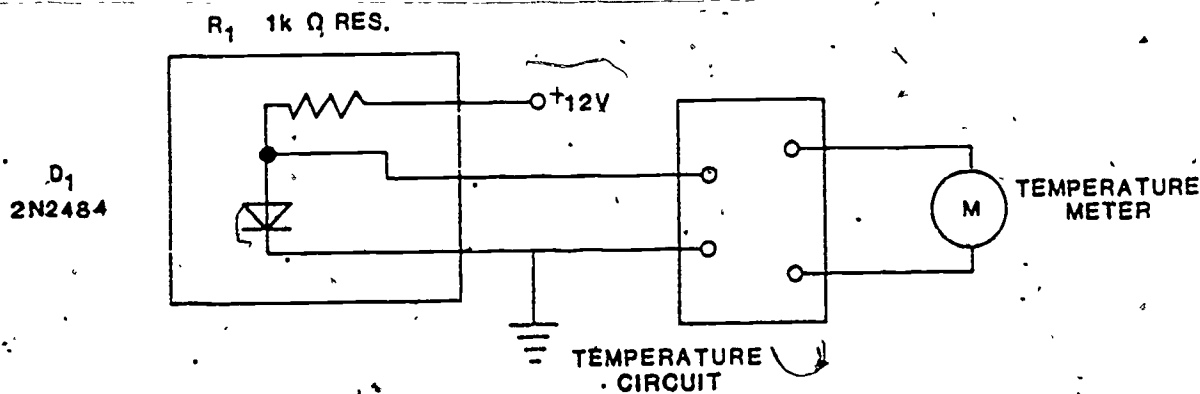 R1 1k Ω RES.
+12V
D1
2N2484
M
TEMPERATURE
METER
TEMPERATURE
CIRCUIT